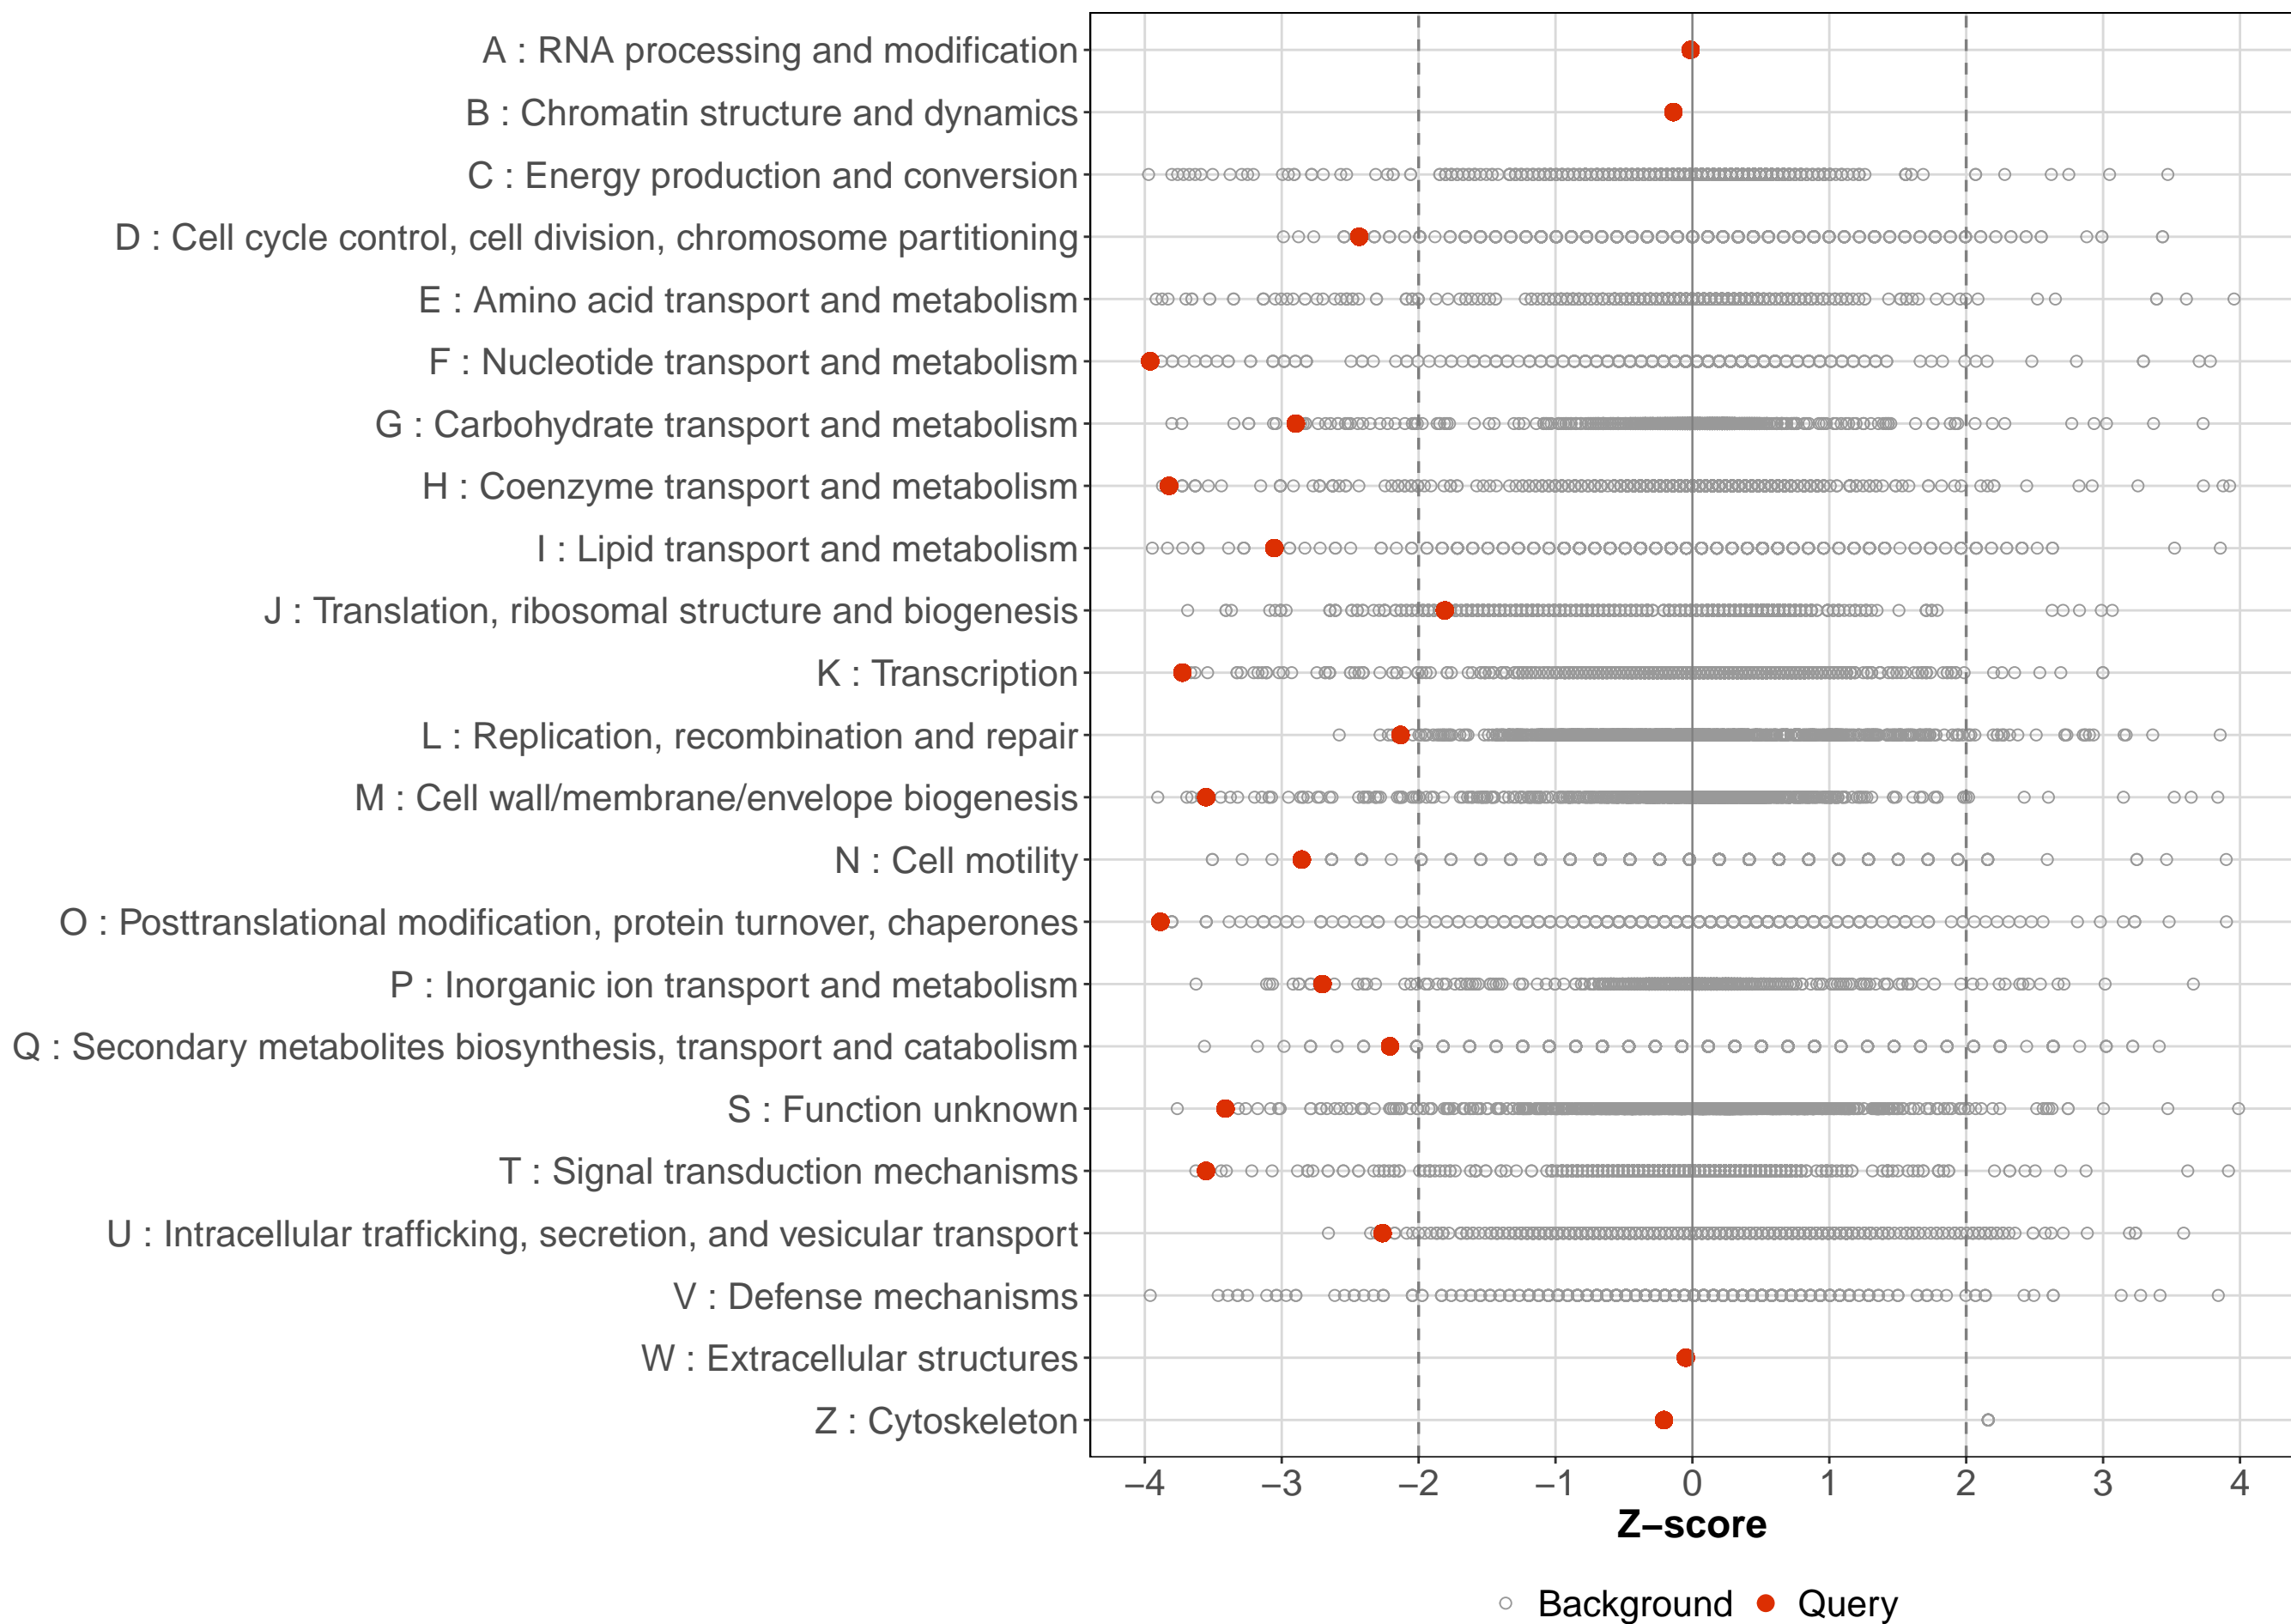 A : RNA processing and modification
B : Chromatin structure and dynamics
C : Energy production and conversion
D : Cell cycle control, cell division, chromosome partitioning
E : Amino acid transport and metabolism
F : Nucleotide transport and metabolism
G : Carbohydrate transport and metabolism
H : Coenzyme transport and metabolism
I : Lipid transport and metabolism
J : Translation, ribosomal structure and biogenesis
K : Transcription
L : Replication, recombination and repair
M : Cell wall/membrane/envelope biogenesis
N : Cell motility
O : Posttranslational modification, protein turnover, chaperones
P : Inorganic ion transport and metabolism
Q : Secondary metabolites biosynthesis, transport and catabolism
S : Function unknown
T : Signal transduction mechanisms
U : Intracellular trafficking, secretion, and vesicular transport
V : Defense mechanisms
W : Extracellular structures
Z : Cytoskeleton
−4 −3 −2 −1 0 1 2 3 4
Z−score
Background Query